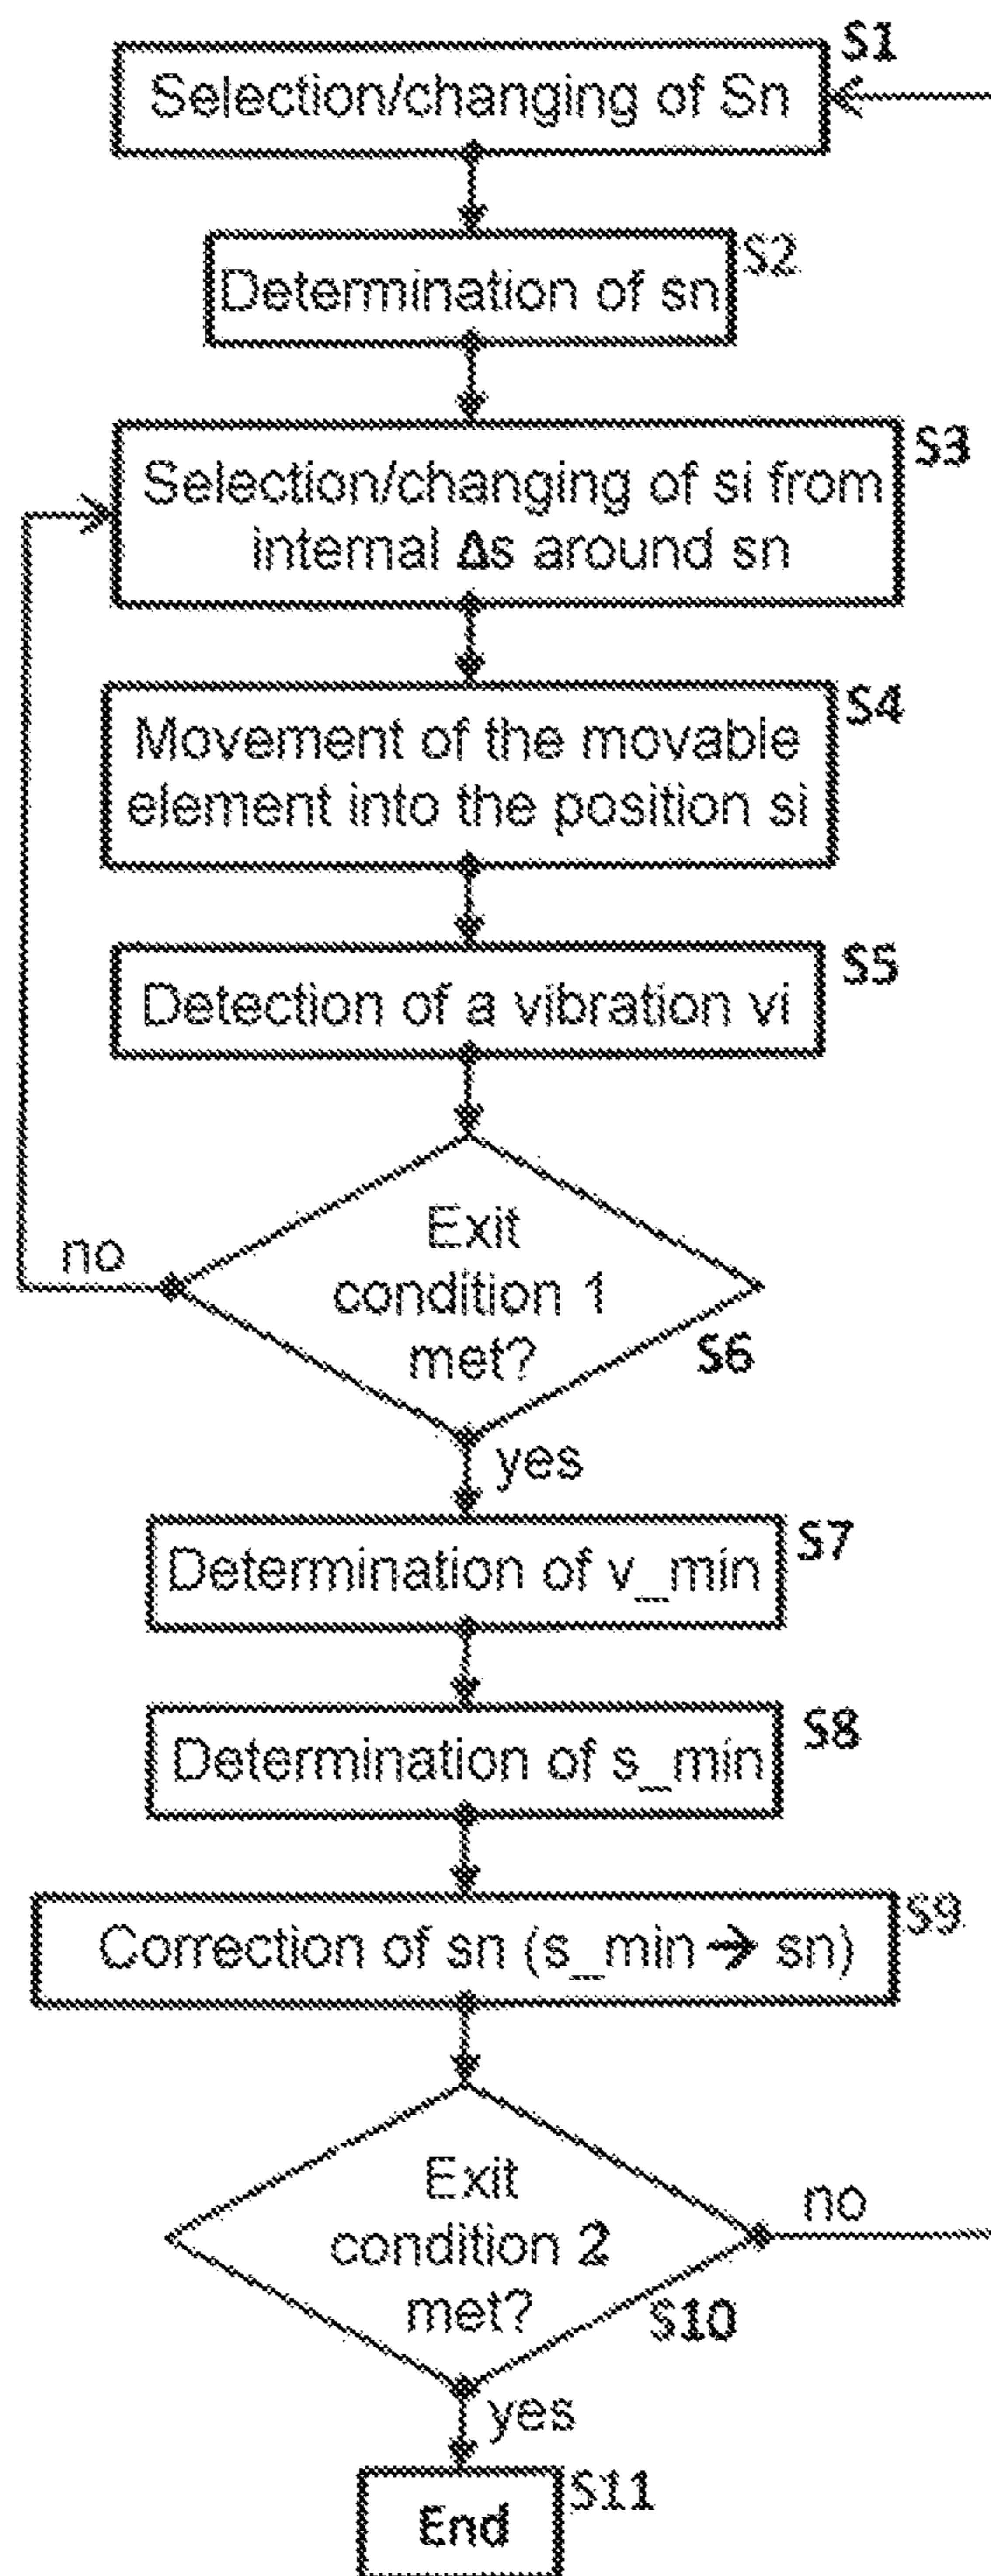 S1
Selection/changing of Sn
S2
Determination of sn
S3
Selection/changing of si from
internal Δs around sn
S4
Movement of the movable
element into the position si
S5
Detection of a vibration vi
Exit
condition 1
met?
S6
no
yes
S7
Determination of v_min
S8
Determination of s_min
S9
Correction of sn (s_min → sn)
Exit
condition 2
met?
S10
no
yes
S11
End